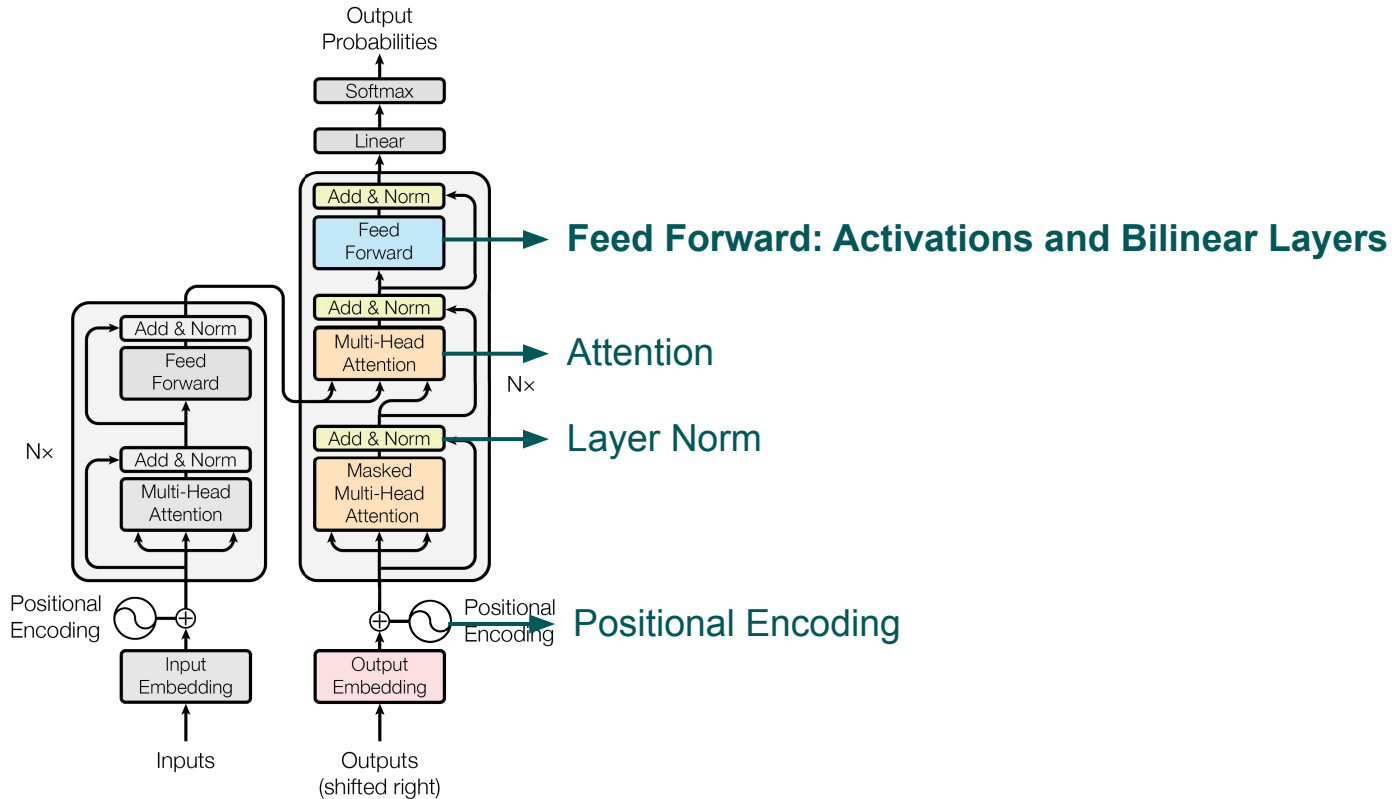 Output
Probabilities
Softmax
Linear
Add & Norm
Feed
Forward
Feed Forward: Activations and Bilinear Layers
Add & Norm
Multi-Head
Attention
Attention
N×
Add & Norm
Layer Norm
Masked
Multi-Head
Attention
Add & Norm
Feed
Forward
N×
Add & Norm
Multi-Head
Attention
Positional
Encoding
Positional
Encoding
Positional Encoding
Input
Embedding
Output
Embedding
Inputs
Outputs
(shifted right)